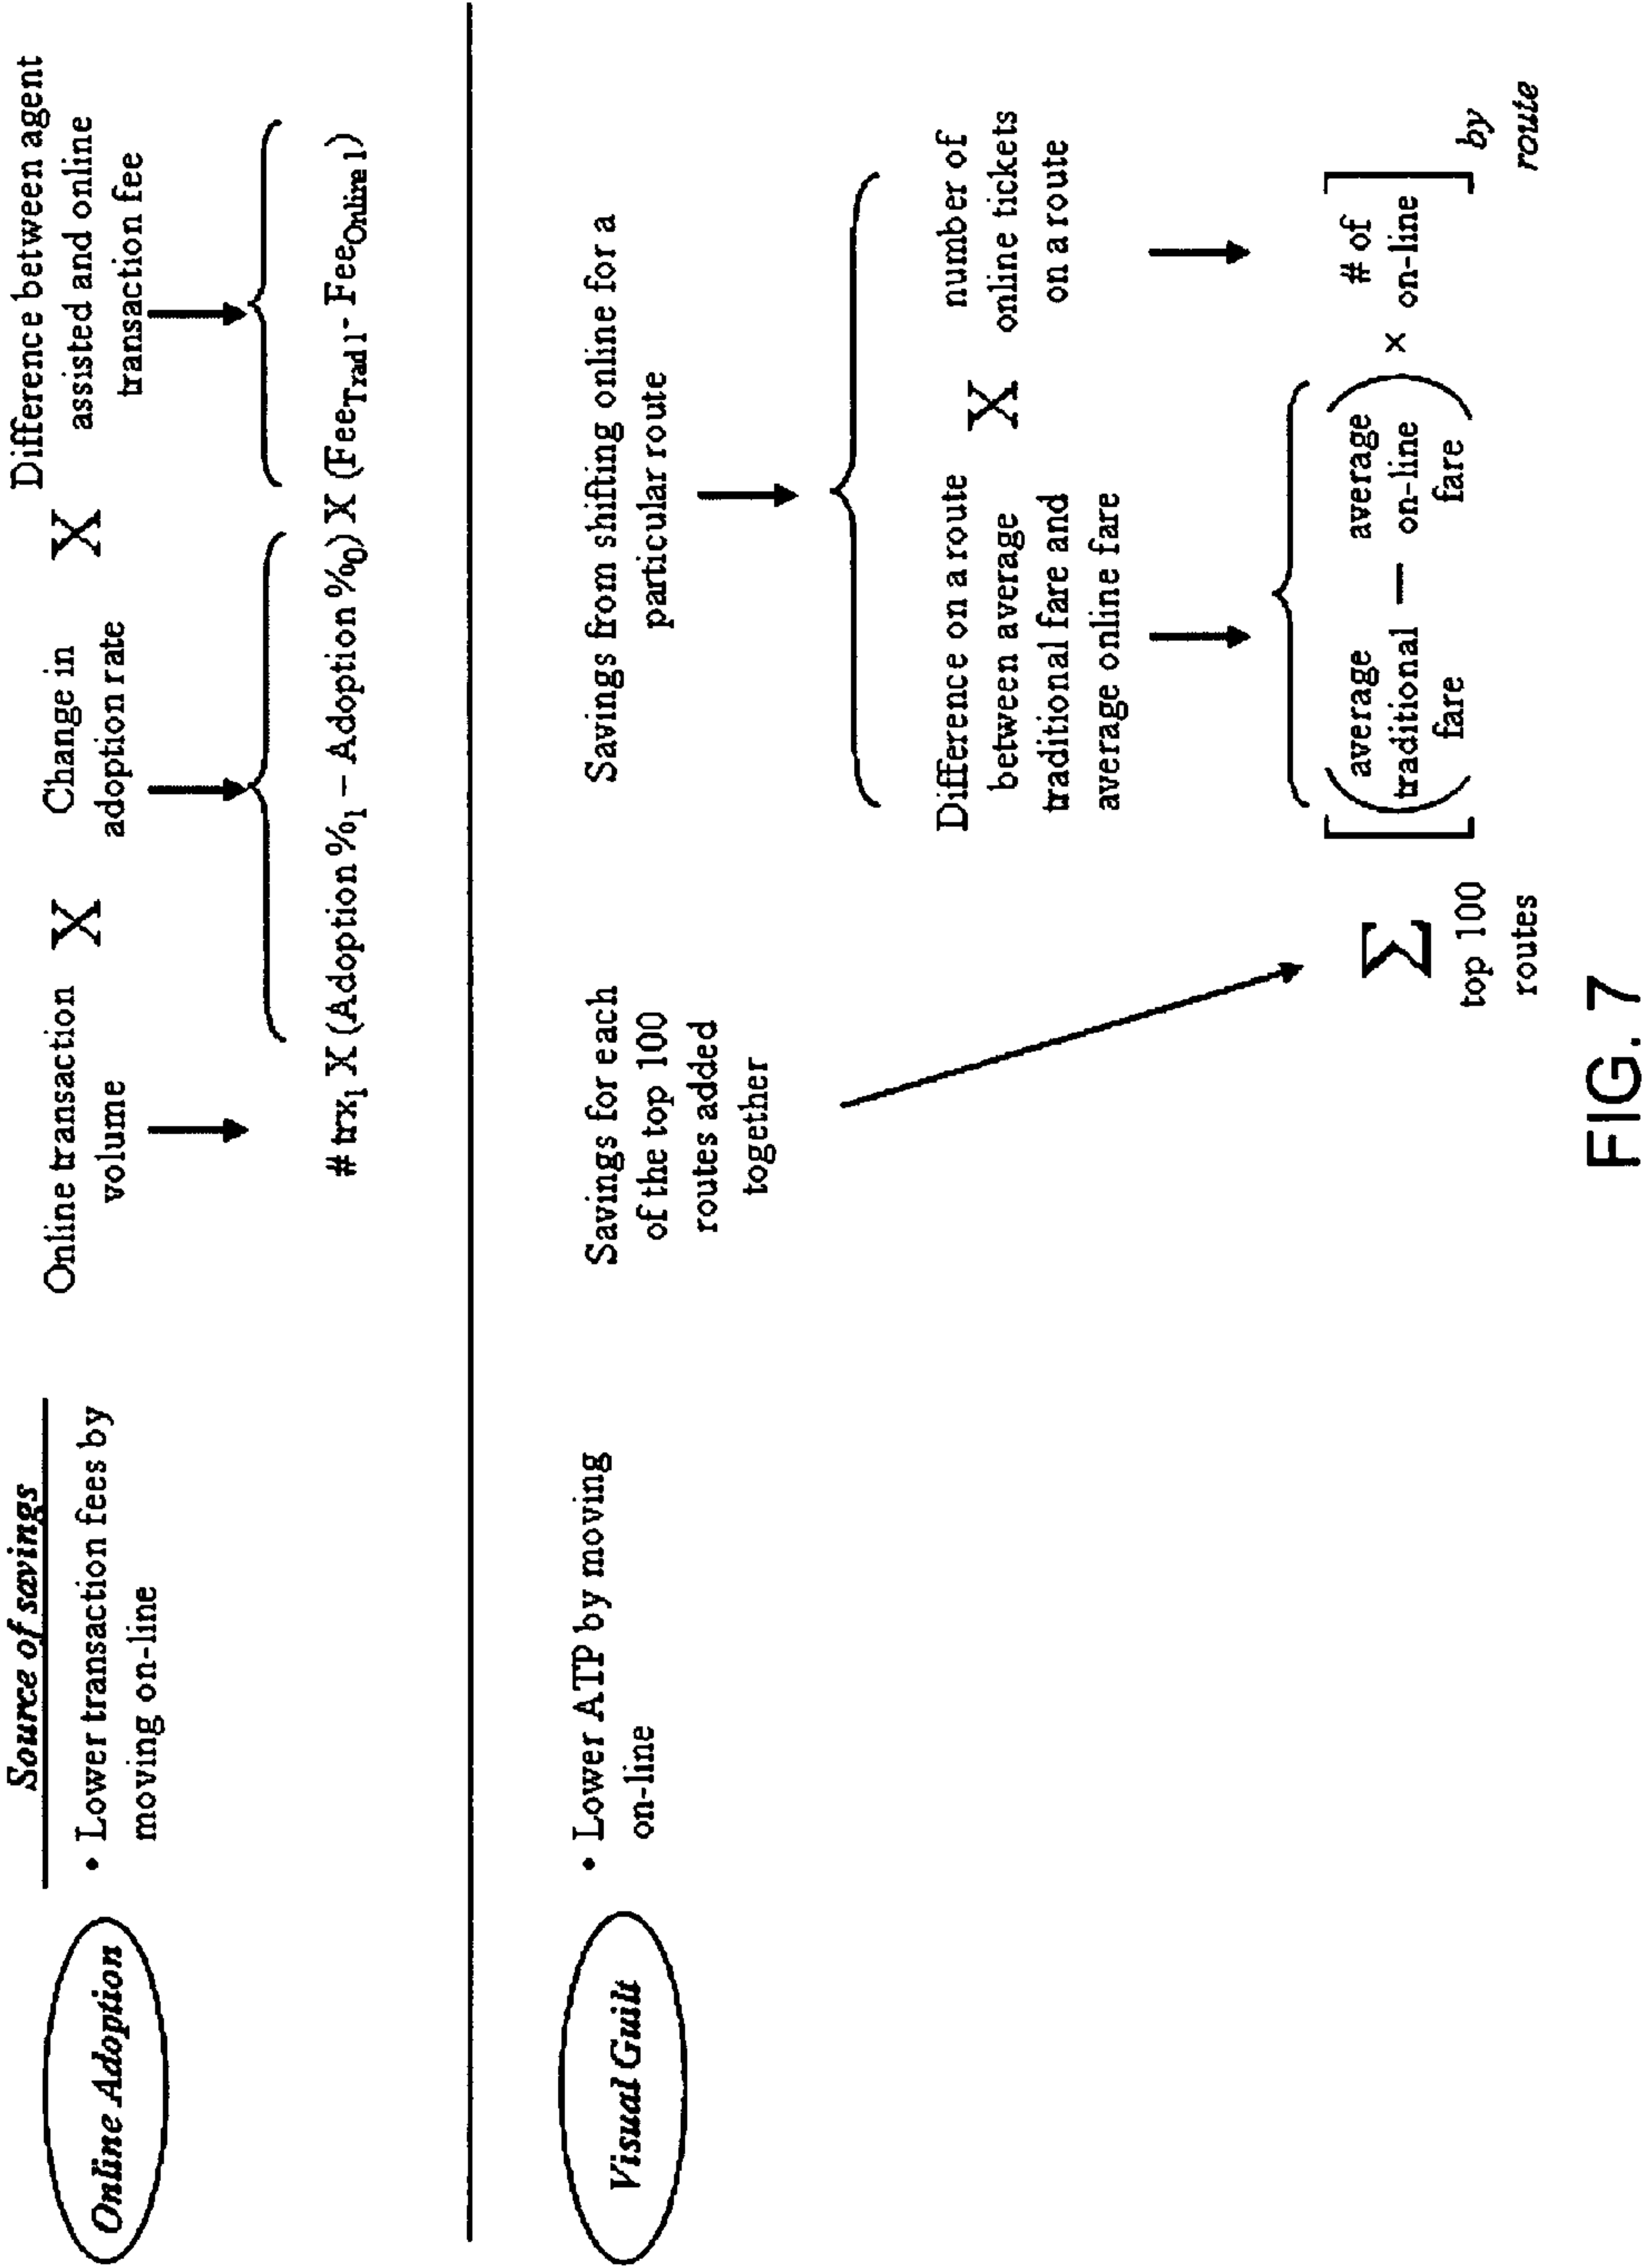 Source of savings
Online Adoption
• Lower transaction fees by
moving on-line
Online transaction
volume
X
Change in
adoption rate
X
Difference between agent
assisted and online
transaction fee
# trx1 X (Adoption %1 – Adoption %0) X (FeeTrad 1- FeeOnline 1)
Visual Guilt
• Lower ATP by moving
on-line
Savings for each
of the top 100
routes added
together
Savings from shifting online for a
particular route
Difference on a route
between average
traditional fare and
average online fare
X
number of
online tickets
on a route
Σ
top 100
routes
[(
average
traditional
fare
—
average
on-line
fare
)
×
# of
on-line
]
by
route
FIG. 7